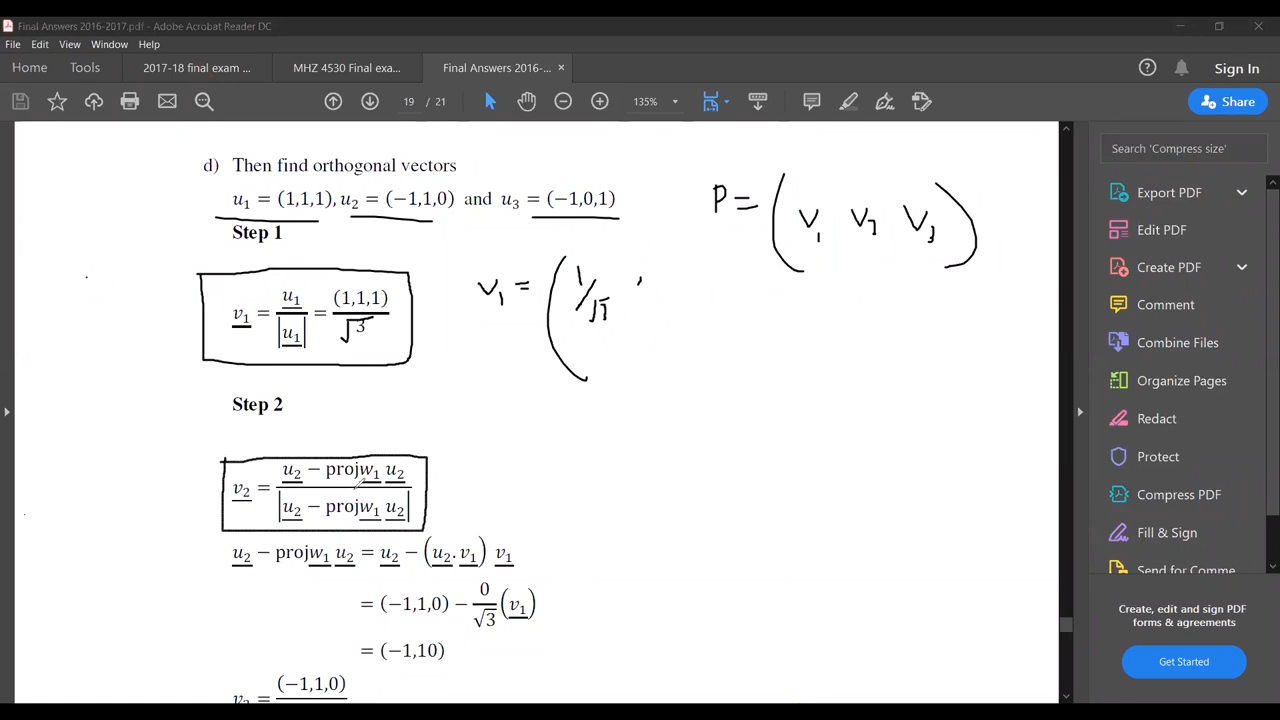 Final Answers 2016-2017.pdf - Adobe Acrobat Reader DC
File Edit View Window Help
Home Tools 2017-18 final exam ... MHZ 4530 Final exa... Final Answers 2016-... × Sign In
19 / 21 135% Share
d) Then find orthogonal vectors
u₁ = (1,1,1), u₂ = (−1,1,0) and u₃ = (−1,0,1)
P = ( v₁ v₂ v₃ )
Step 1
v₁ = u₁ / |u₁| = (1,1,1) / √3
v₁ = ( 1/√3 ,
Step 2
v₂ = u₂ − projw₁ u₂ / |u₂ − projw₁ u₂|
u₂ − projw₁ u₂ = u₂ − (u₂. v₁) v₁
= (−1,1,0) − 0/√3 (v₁)
= (−1,10)
(−1,1,0)
Search 'Compress size'
Export PDF
Edit PDF
Create PDF
Comment
Combine Files
Organize Pages
Redact
Protect
Compress PDF
Fill & Sign
Send for Comme
Create, edit and sign PDF
forms & agreements
Get Started